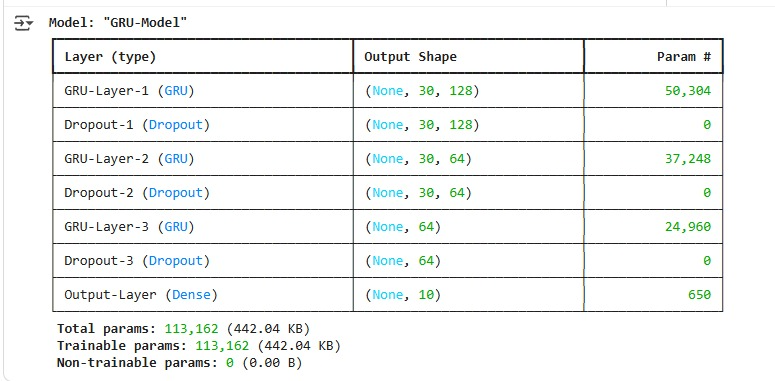 Model: "GRU-Model"
Layer (type) Output Shape Param #
GRU-Layer-1 (GRU) (None, 30, 128) 50,304
Dropout-1 (Dropout) (None, 30, 128) 0
GRU-Layer-2 (GRU) (None, 30, 64) 37,248
Dropout-2 (Dropout) (None, 30, 64) 0
GRU-Layer-3 (GRU) (None, 64) 24,960
Dropout-3 (Dropout) (None, 64) 0
Output-Layer (Dense) (None, 10) 650
Total params: 113,162 (442.04 KB)
Trainable params: 113,162 (442.04 KB)
Non-trainable params: 0 (0.00 B)